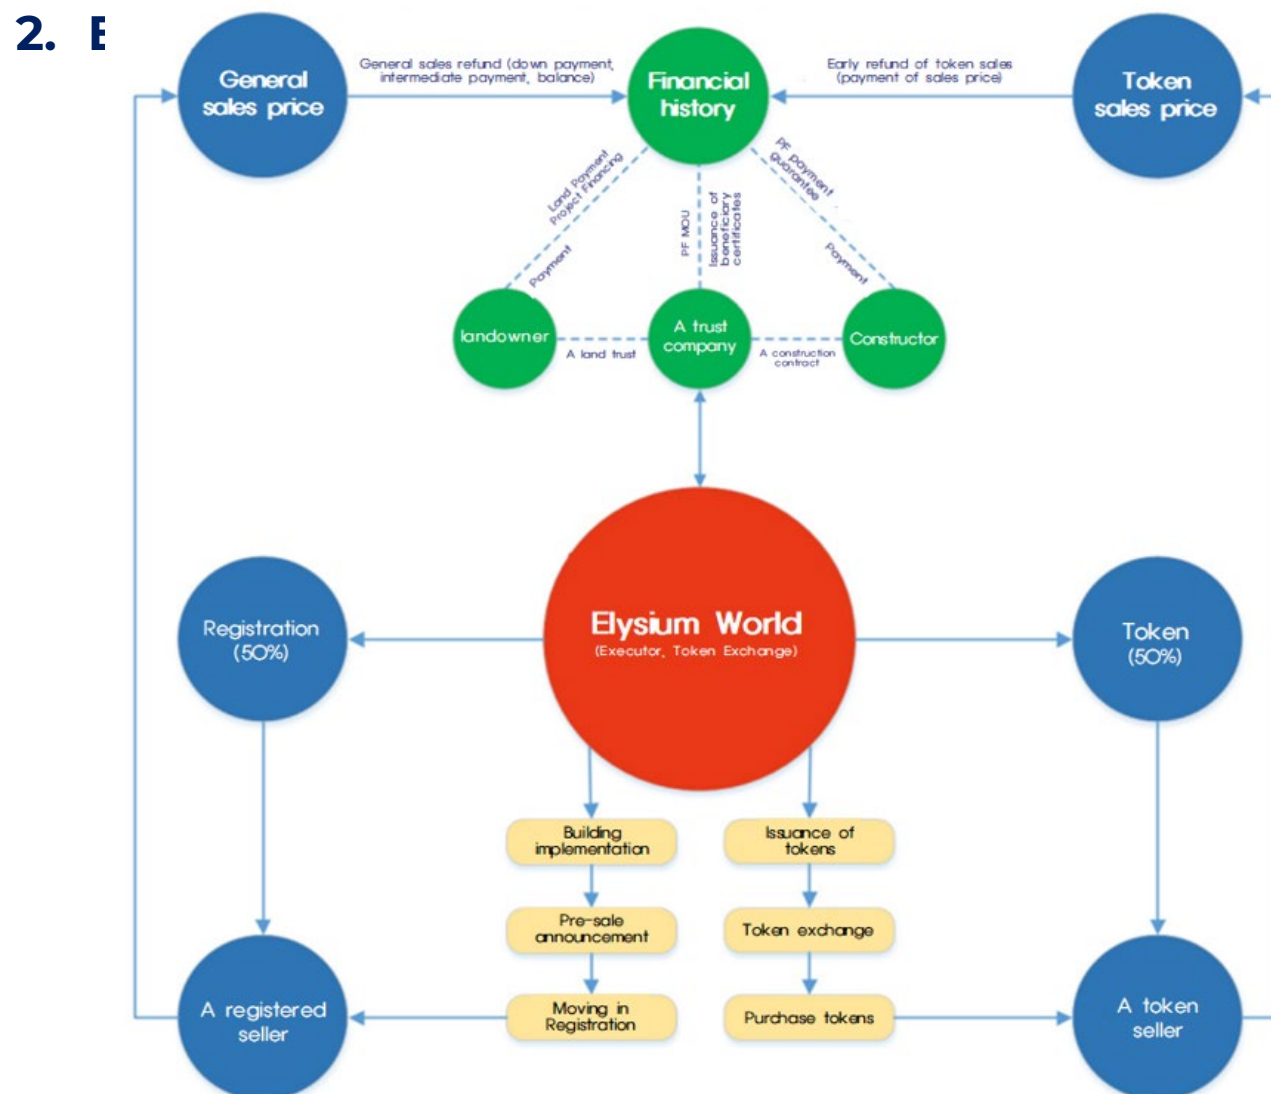 2. E
General
sales price
General sales refund (down payment,
intermediate payment, balance)
Financial
history
Early refund of token sales
(payment of sales price)
Token
sales price
Land Payment
Project Financing
Payment
PF MOU
Issuance of
beneficiary
certificates
PF payment
guarantee
Payment
landowner
A land trust
A trust
company
A construction
contract
Constructor
Registration
(50%)
Elysium World
(Executor, Token Exchange)
Token
(50%)
Building
implementation
Issuance of
tokens
Pre-sale
announcement
Token exchange
A registered
seller
Moving in
Registration
Purchase tokens
A token
seller